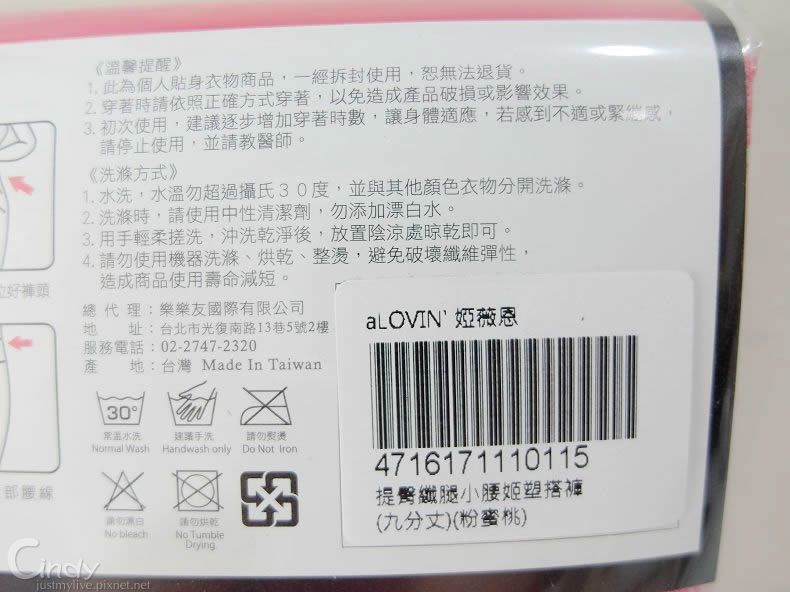 《溫馨提醒》
1. 此為個人貼身衣物商品，一經拆封使用，恕無法退貨。
2. 穿著時請依照正確方式穿著，以免造成產品破損或影響效果。
3. 初次使用，建議逐步增加穿著時數，讓身體適應，若感到不適或緊繃感，
請停止使用，並請教醫師。
《洗滌方式》
1. 水洗，水溫勿超過攝氏３０度，並與其他顏色衣物分開洗滌。
2. 洗滌時，請使用中性清潔劑，勿添加漂白水。
3. 用手輕柔搓洗，沖洗乾淨後，放置陰涼處晾乾即可。
4. 請勿使用機器洗滌、烘乾、整燙，避免破壞纖維彈性，
造成商品使用壽命減短。
位好褲頭
總代理：樂樂友國際有限公司
地址：台北市光復南路13巷5號2樓
服務電話：02-2747-2320
產地：台灣 Made In Taiwan
30°
常溫水洗 建議手洗 請勿熨燙
Normal Wash Handwash only Do Not Iron
部腰線
請勿漂白 請勿烘乾
No bleach No Tumble
Drying
aLOVIN' 婭薇恩
4716171110115
提臀纖腿小腰姬塑搭褲
(九分丈)(粉蜜桃)
Cindy
justmylive.pixnet.net